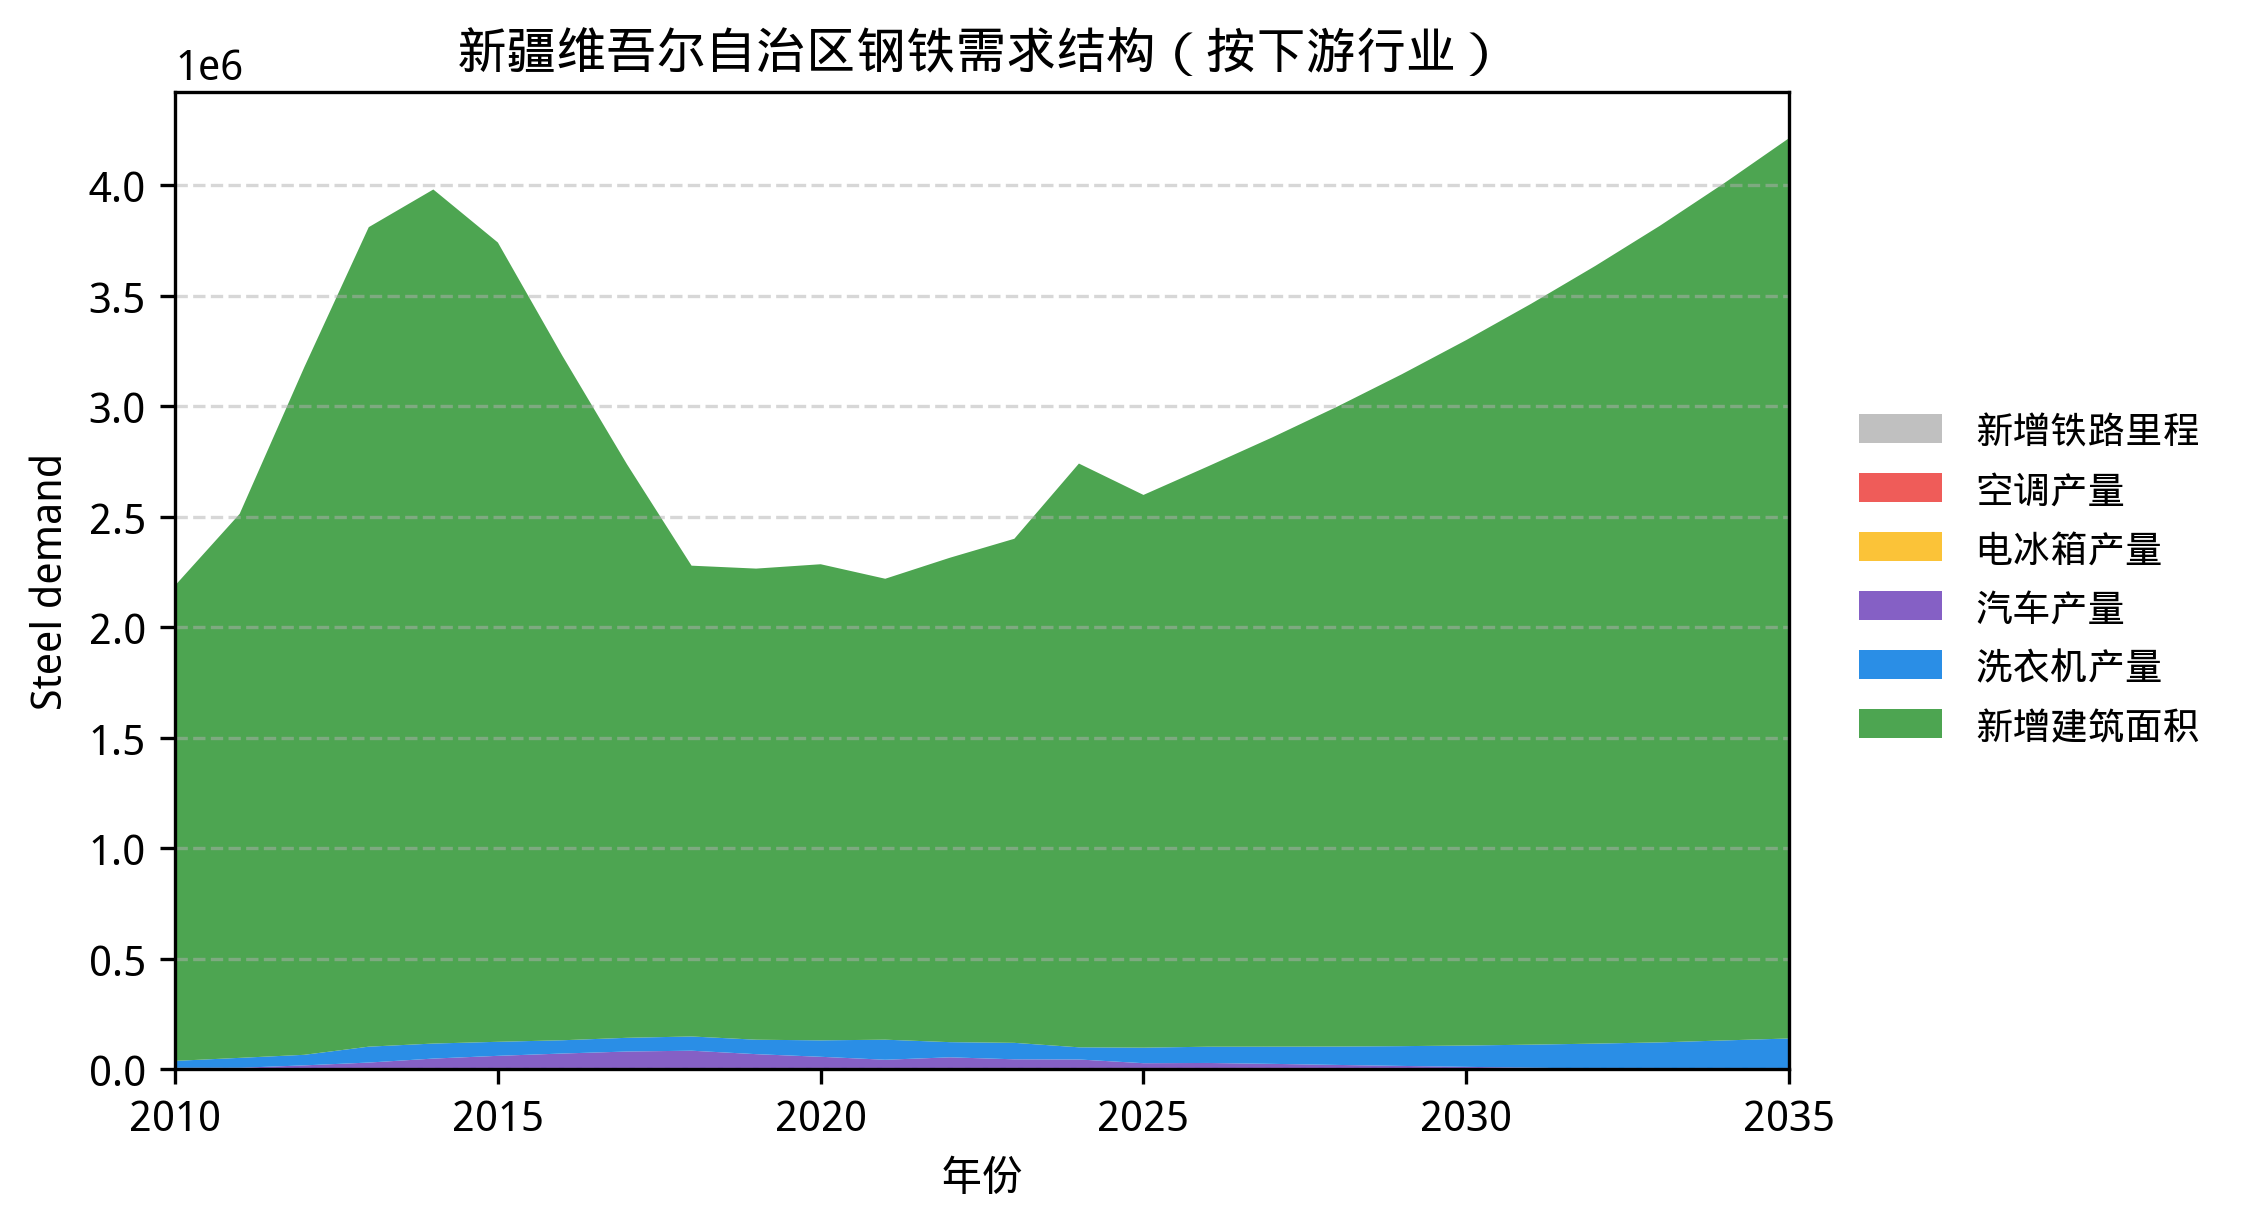 新疆维吾尔自治区钢铁需求结构（按下游行业）
1e6
4.0
3.5
3.0
2.5
2.0
1.5
1.0
0.5
0.0
Steel demand
2010 2015 2020 2025 2030 2035
年份
新增铁路里程
空调产量
电冰箱产量
汽车产量
洗衣机产量
新增建筑面积